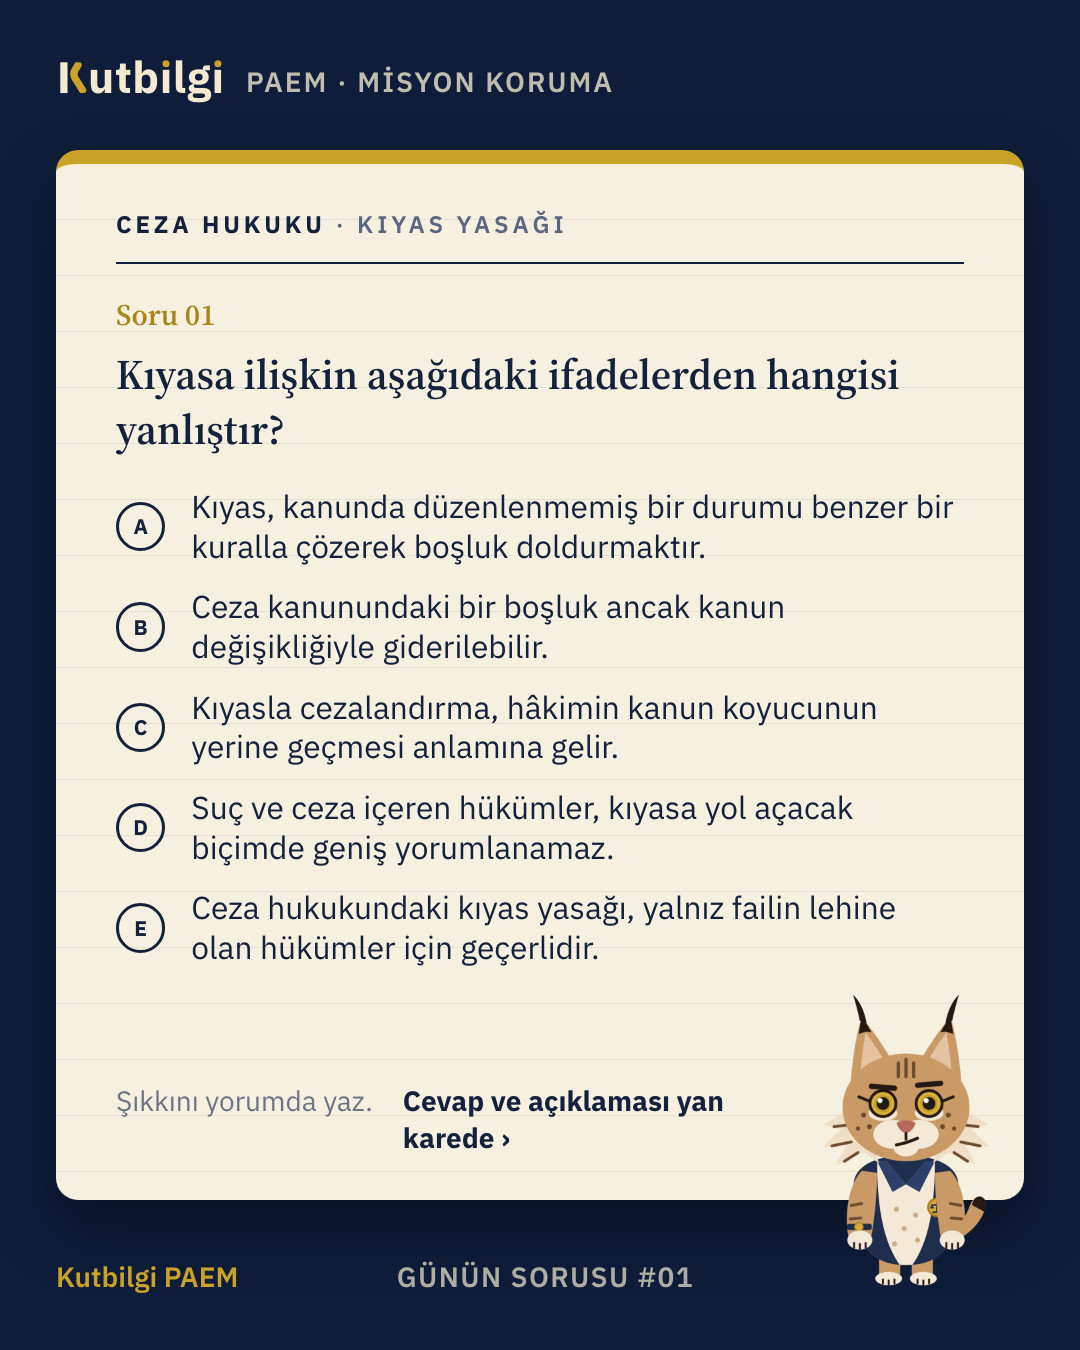 Kutbilgi PAEM · MİSYON KORUMA
CEZA HUKUKU · KIYAS YASAĞI
Soru 01
Kıyasa ilişkin aşağıdaki ifadelerden hangisi
yanlıştır?
A Kıyas, kanunda düzenlenmemiş bir durumu benzer bir
kuralla çözerek boşluk doldurmaktır.
B Ceza kanunundaki bir boşluk ancak kanun
değişikliğiyle giderilebilir.
C Kıyasla cezalandırma, hâkimin kanun koyucunun
yerine geçmesi anlamına gelir.
D Suç ve ceza içeren hükümler, kıyasa yol açacak
biçimde geniş yorumlanamaz.
E Ceza hukukundaki kıyas yasağı, yalnız failin lehine
olan hükümler için geçerlidir.
Şıkkını yorumda yaz. Cevap ve açıklaması yan
karede ›
Kutbilgi PAEM GÜNÜN SORUSU #01